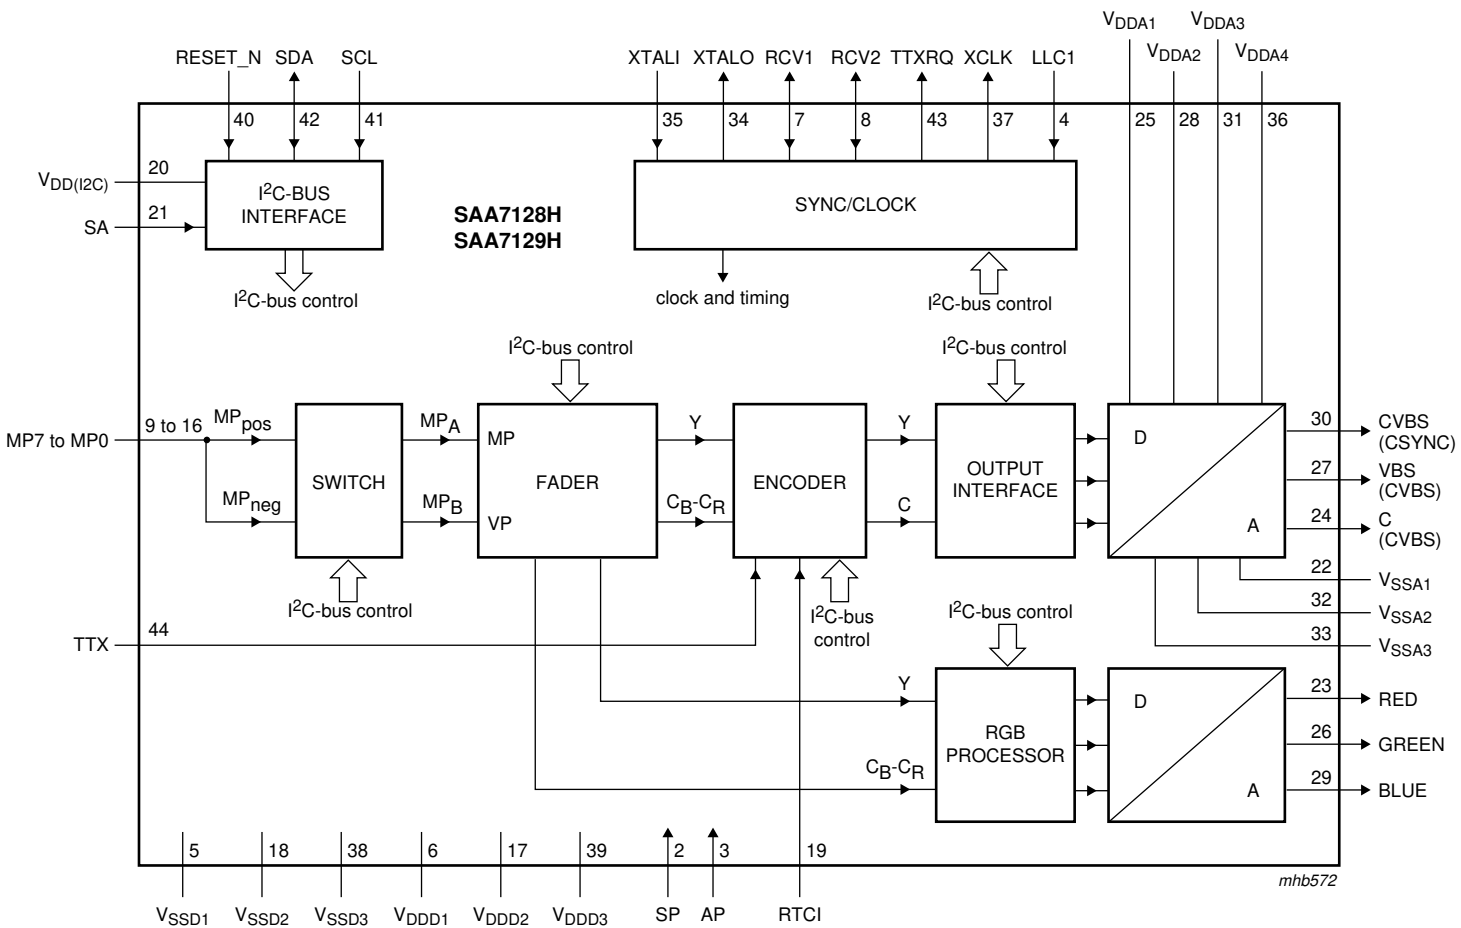 VDDA1 VDDA3
VDDA2 VDDA4
RESET_N SDA SCL XTALI XTALO RCV1 RCV2 TTXRQ XCLK LLC1
40 42 41 35 34 7 8 43 37 4 25 28 31 36
VDD(I2C) 20
SA 21
I2C-BUS
INTERFACE
SAA7128H
SAA7129H
SYNC/CLOCK
I2C-bus control
clock and timing
I2C-bus control
I2C-bus control
I2C-bus control
MP7 to MP0 9 to 16 MPpos
MPneg
SWITCH
MPA
MPB
MP
FADER
VP
Y
CB-CR
ENCODER
Y
C
OUTPUT
INTERFACE
D
A
30 CVBS
(CSYNC)
27 VBS
(CVBS)
24 C
(CVBS)
22 VSSA1
32 VSSA2
33 VSSA3
I2C-bus control
I2C-bus
control
I2C-bus control
TTX 44
Y
CB-CR
RGB
PROCESSOR
D
A
23 RED
26 GREEN
29 BLUE
5 18 38 6 17 39 2 3 19
mhb572
VSSD1 VSSD2 VSSD3 VDDD1 VDDD2 VDDD3 SP AP RTCI